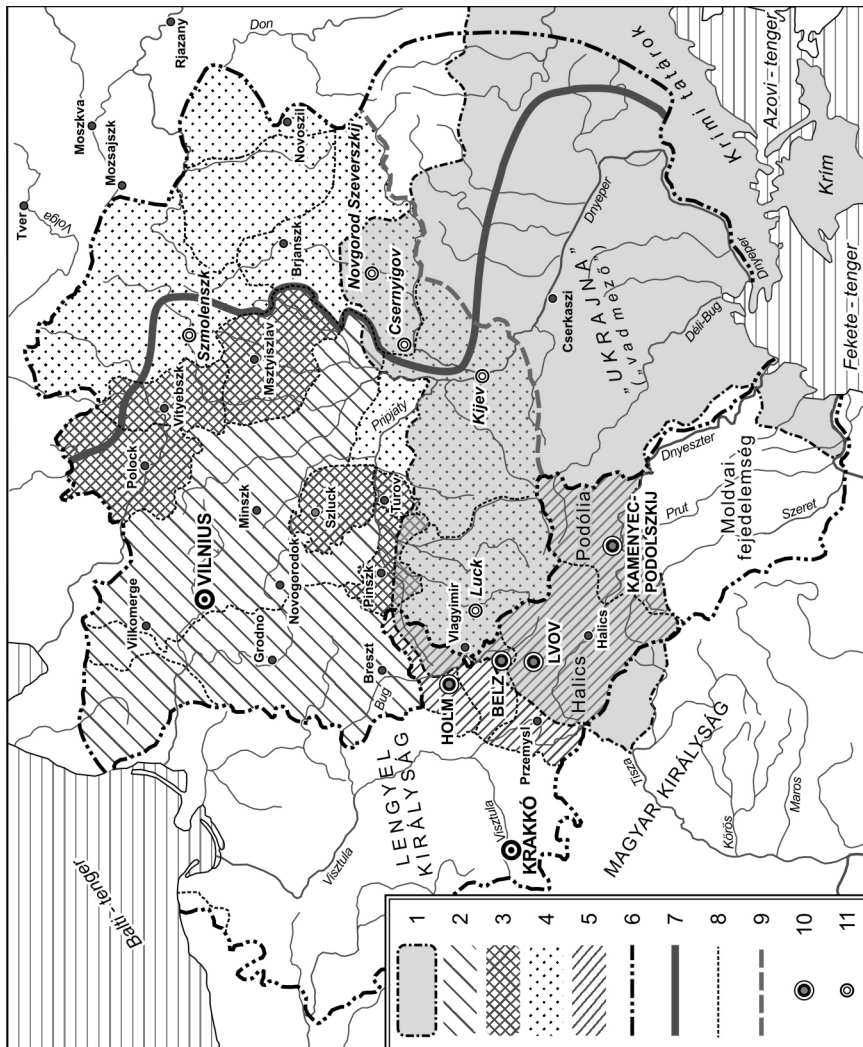 Balti - tenger
Vilkomerge
VILNIUS
Polock
Vityebszk
Szmolenszk
Tver
Volga
Mozsajszk
Moszkva
Rjazany
Don
Novoszil
Brjanszk
Msztyiszlav
Minszk
Novogorodok
Grodno
Szluck
Pinszk
Turov
Pripjaty
Novgorod Szeverszkij
Csernyigov
Breszt
Bug
LENGYEL
KIRÁLYSÁG
Visztula
Visztula
KRAKKÓ
HOLM
BELZ
Przemysl
LVOV
Vlagyimir
Luck
Kijev
Cserkaszi
Dnyeper
"UKRAJNA"
("vadmező")
Déli-Bug
Dnyeper
Halics
Halics
Podólia
KAMENYEC-
PODOLSZKIJ
Dnyeszter
Prut
Szeret
Moldvai
fejedelemség
MAGYAR KIRÁLYSÁG
Tisza
Körös
Maros
Krími tatárok
Azovi - tenger
Krím
Fekete - tenger
1
2
3
4
5
6
7
8
9
10
11